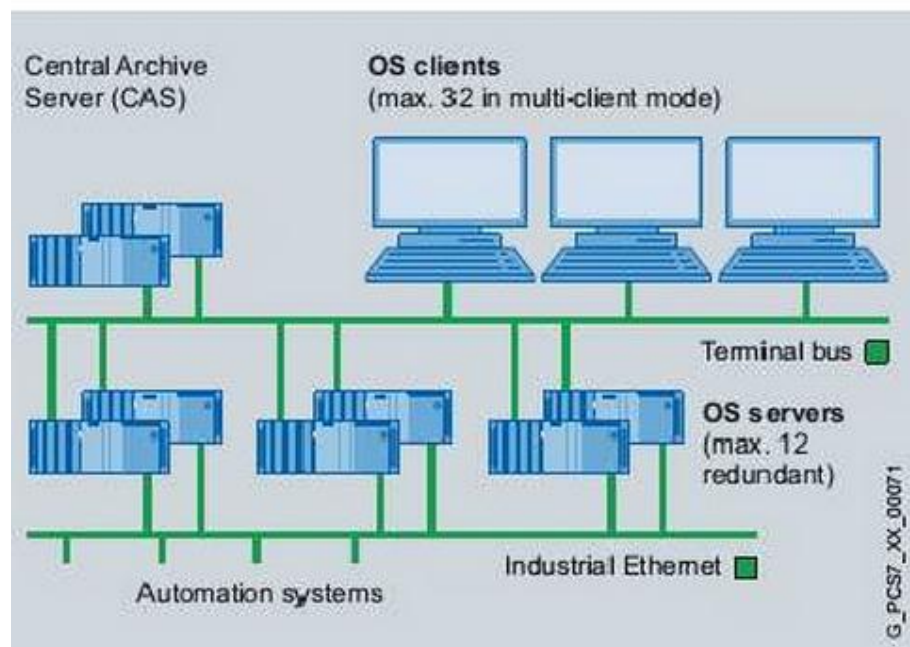 Central Archive
Server (CAS)
OS clients
(max. 32 in multi-client mode)
Terminal bus
OS servers
(max. 12
redundant)
Industrial Ethernet
Automation systems
G_PCS7_XX_00071